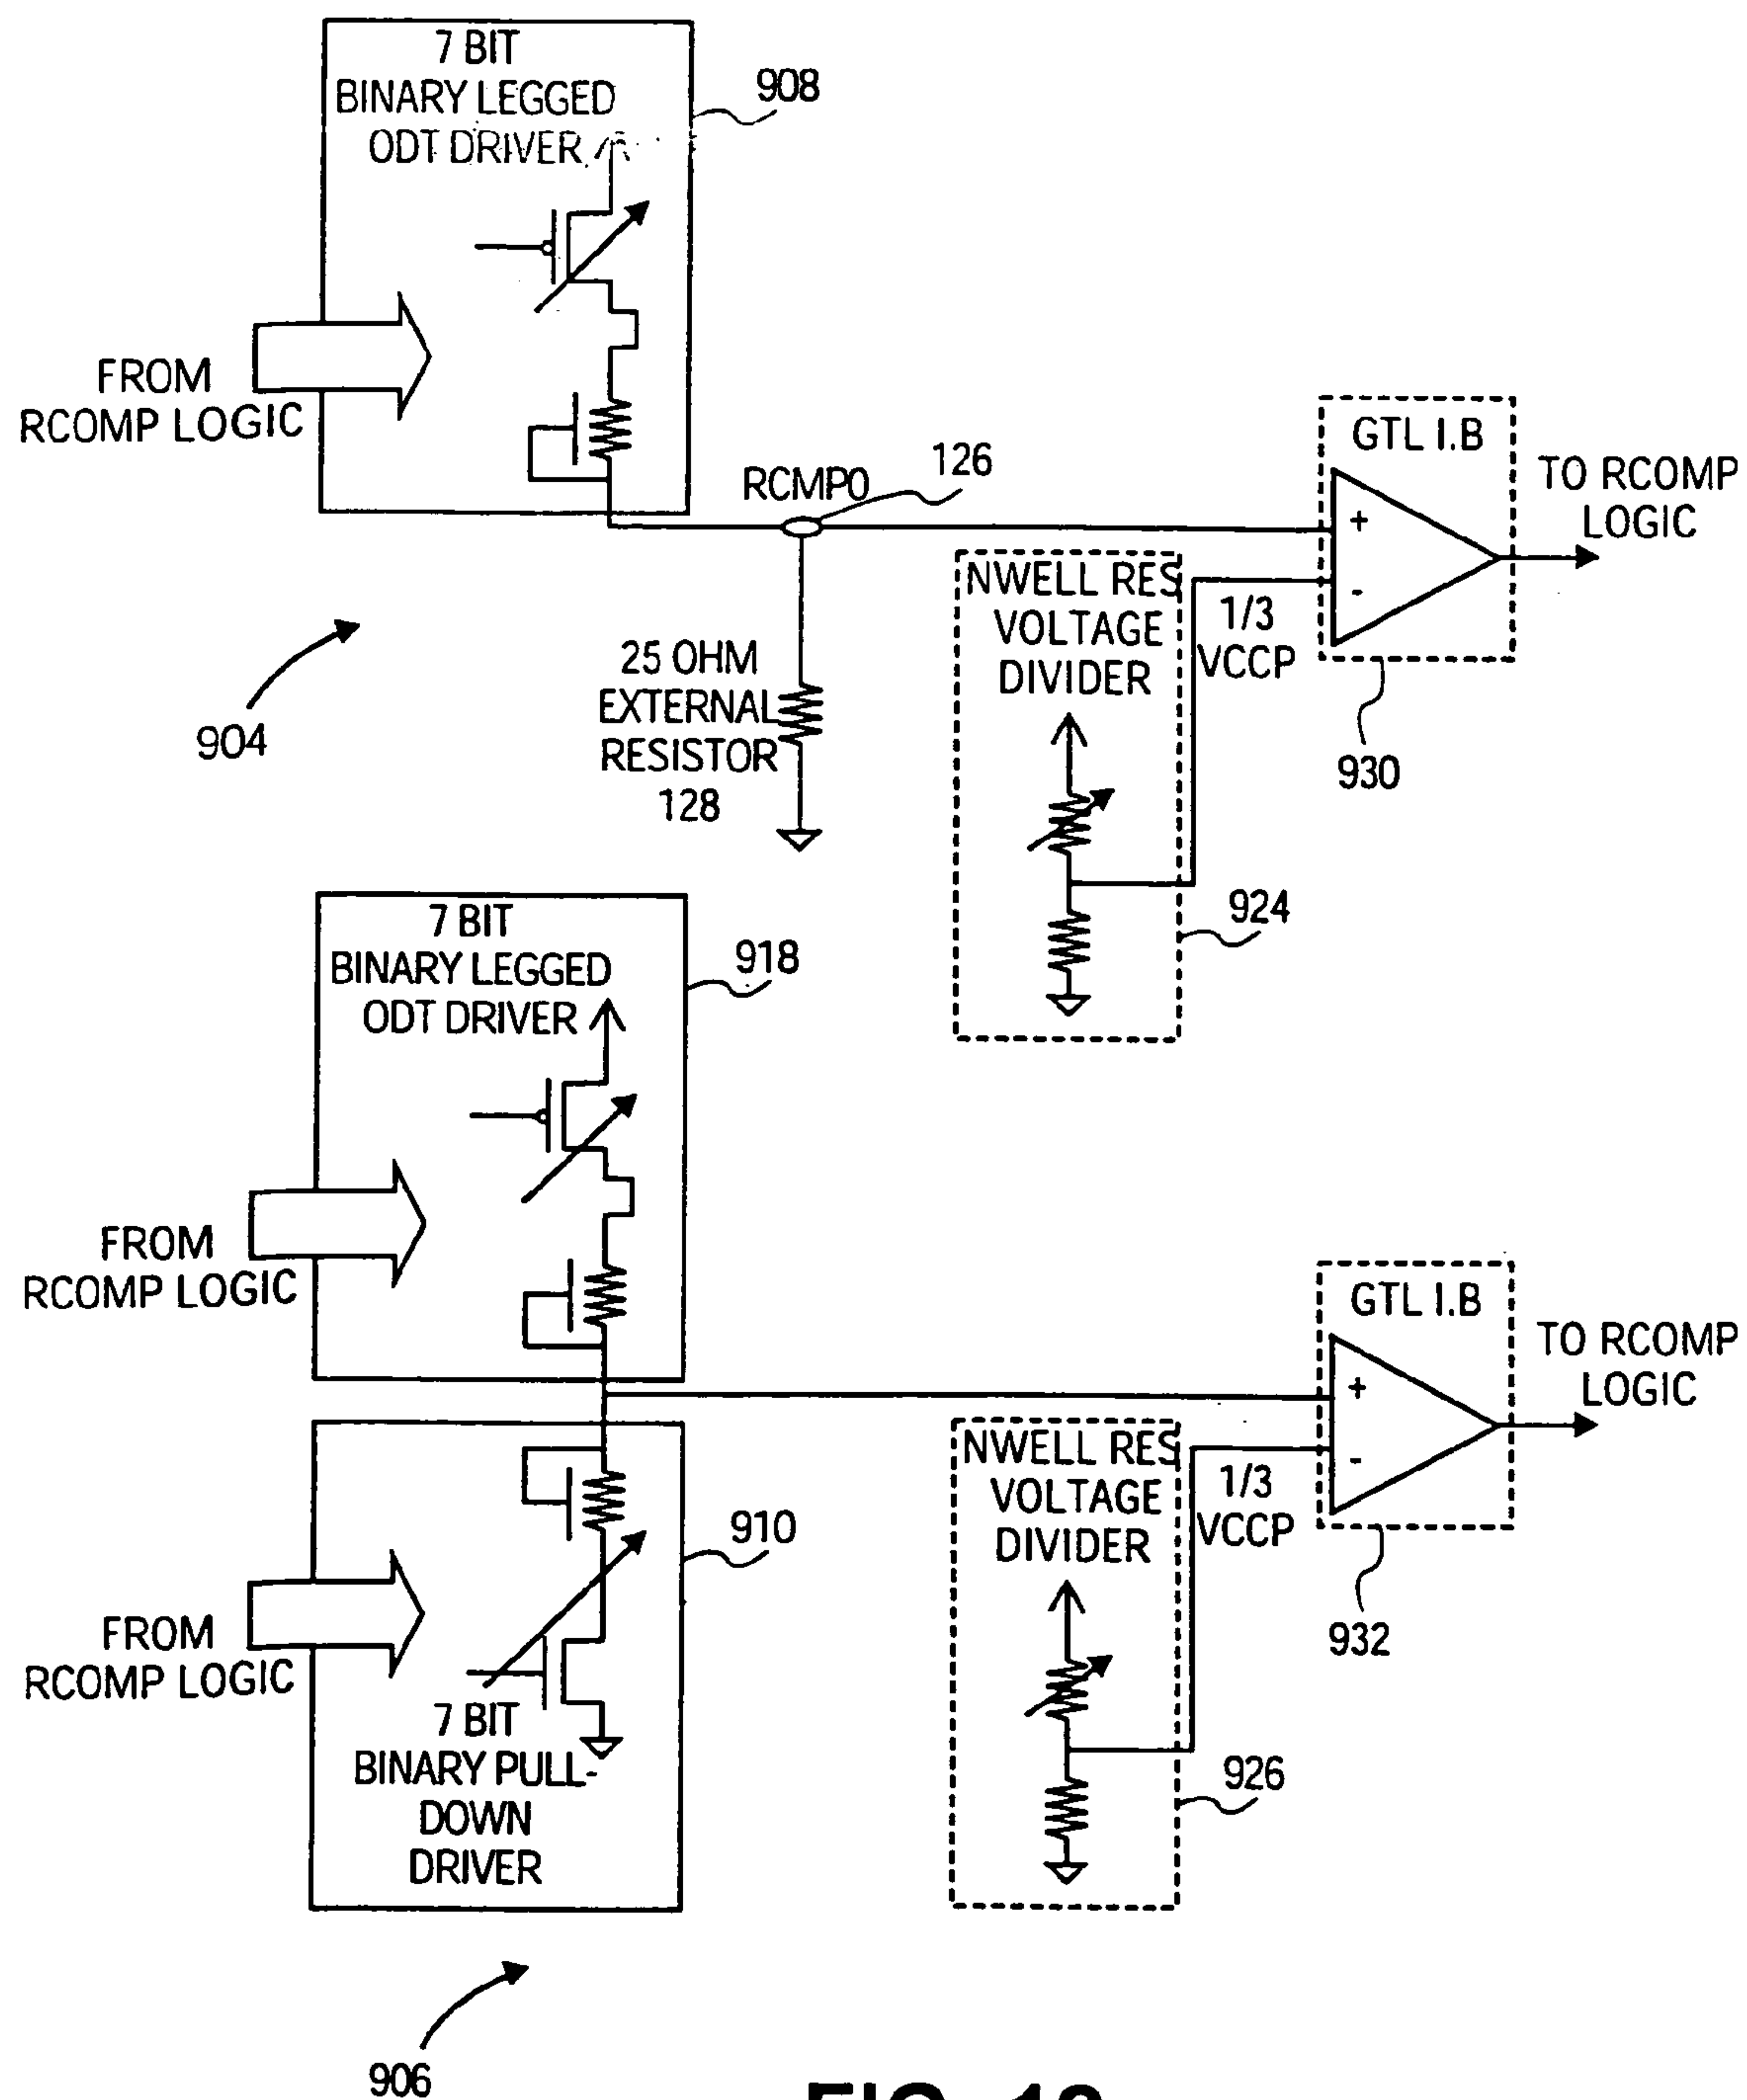 7 BIT
BINARY LEGGED
ODT DRIVER
908
FROM
RCOMP LOGIC
RCMP0
126
GTL I.B
+
-
TO RCOMP
LOGIC
NWELL RES
VOLTAGE
DIVIDER
1/3
VCCP
25 OHM
EXTERNAL
RESISTOR
128
904
930
924
7 BIT
BINARY LEGGED
ODT DRIVER
918
FROM
RCOMP LOGIC
GTL I.B
+
-
TO RCOMP
LOGIC
NWELL RES
VOLTAGE
DIVIDER
1/3
VCCP
910
932
FROM
RCOMP LOGIC
7 BIT
BINARY PULL-
DOWN
DRIVER
926
906